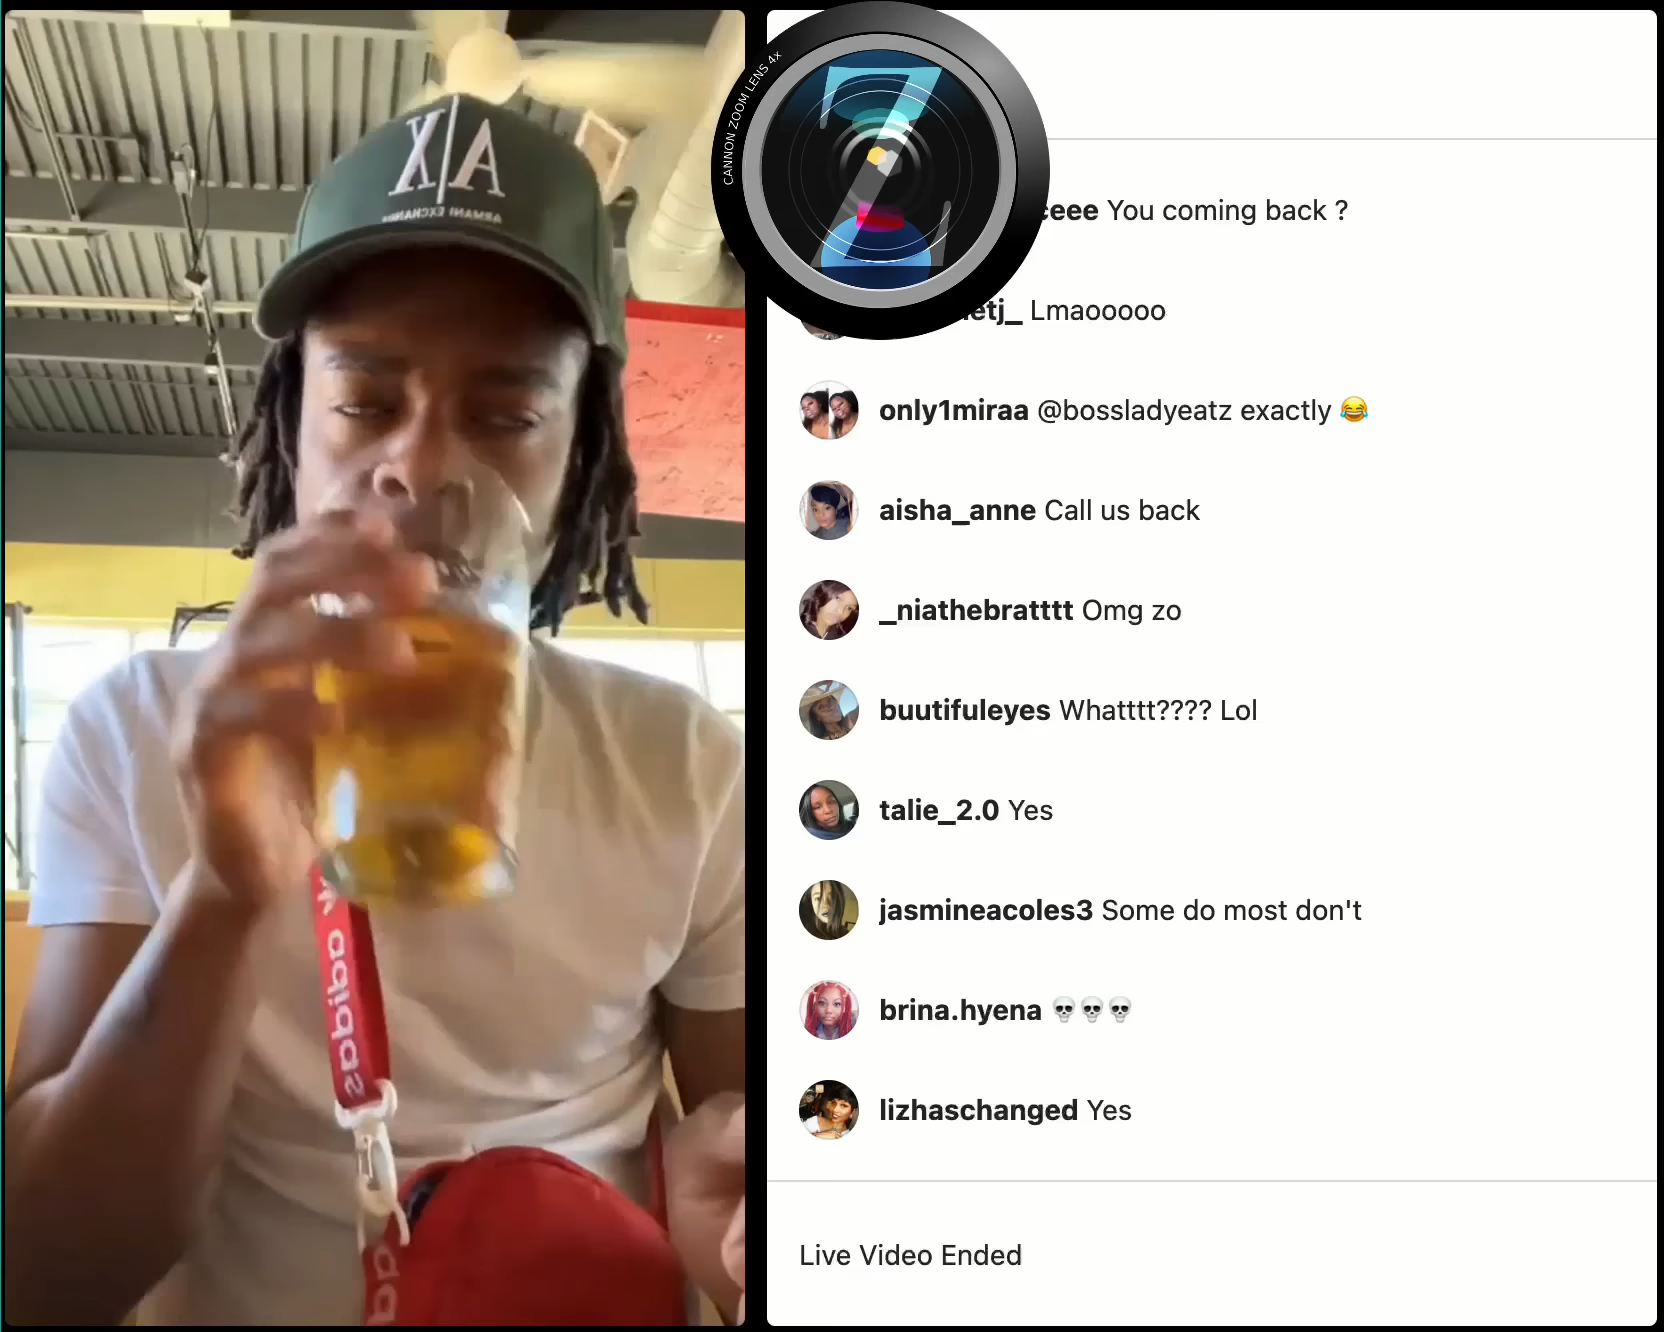 A|X
ARMANI EXCHANGE
adidas
CANNON ZOOM LENS 4x
Z
ceee You coming back ?
etj_ Lmaooooo
only1miraa @bossladyeatz exactly 😂
aisha_anne Call us back
_niathebratttt Omg zo
buutifuleyes Whatttt???? Lol
talie_2.0 Yes
jasmineacoles3 Some do most don't
brina.hyena 💀💀💀
lizhaschanged Yes
Live Video Ended